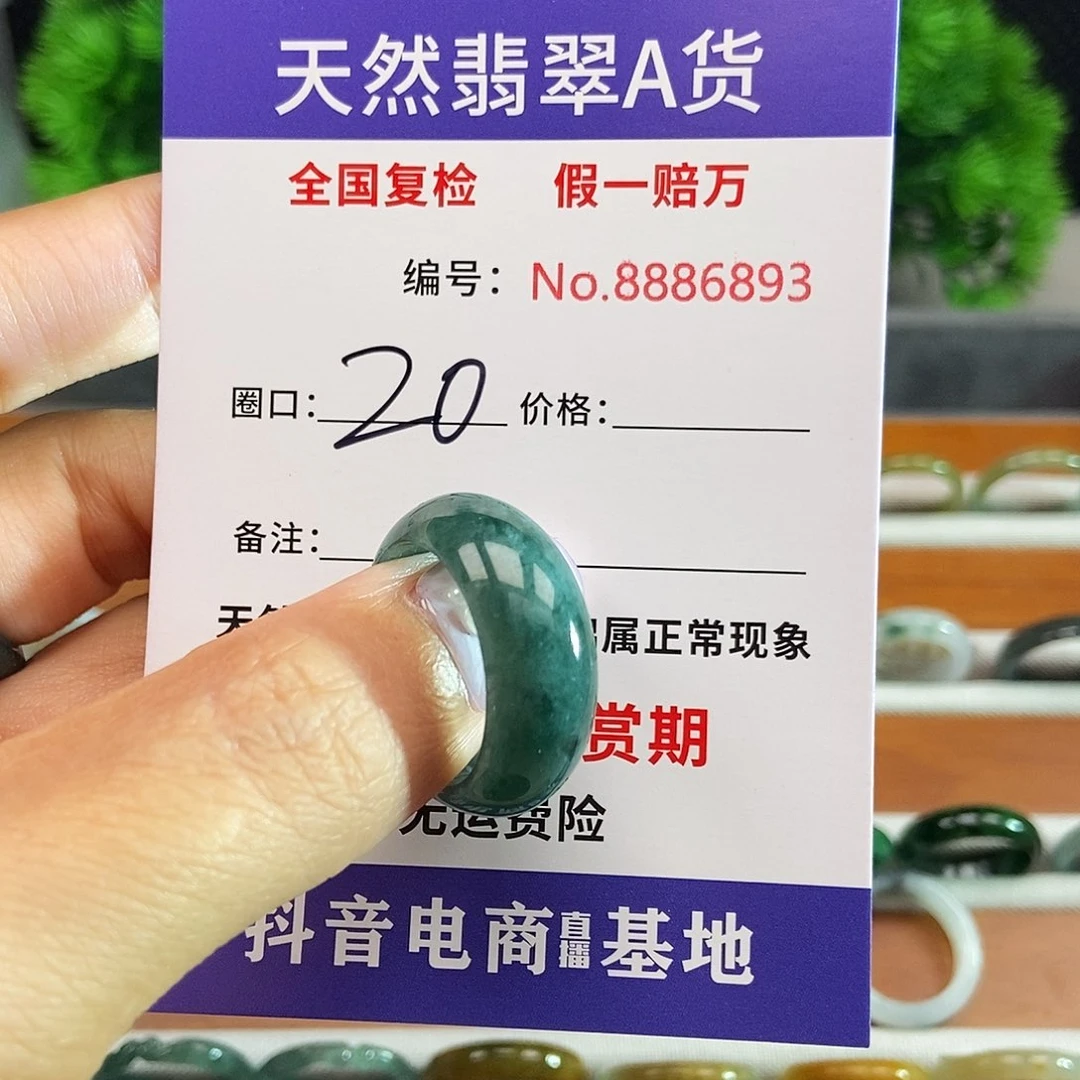 天然翡翠A货
全国复检 假一赔万
编号：No.8886893
圈口：20 价格：
备注：
天 属正常现象
赏期
无运费险
抖音电商直播基地